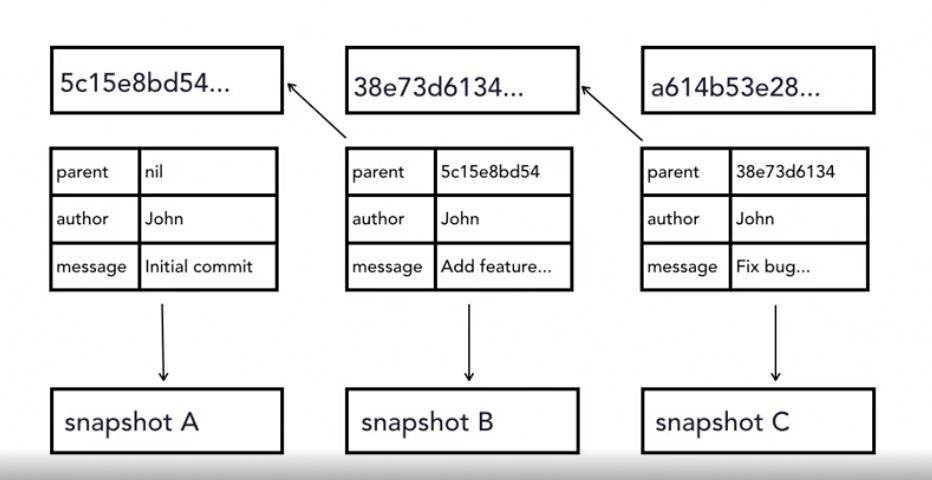 5c15e8bd54...
38e73d6134...
a614b53e28...
parent nil
author John
message Initial commit
parent 5c15e8bd54
author John
message Add feature...
parent 38e73d6134
author John
message Fix bug...
snapshot A
snapshot B
snapshot C